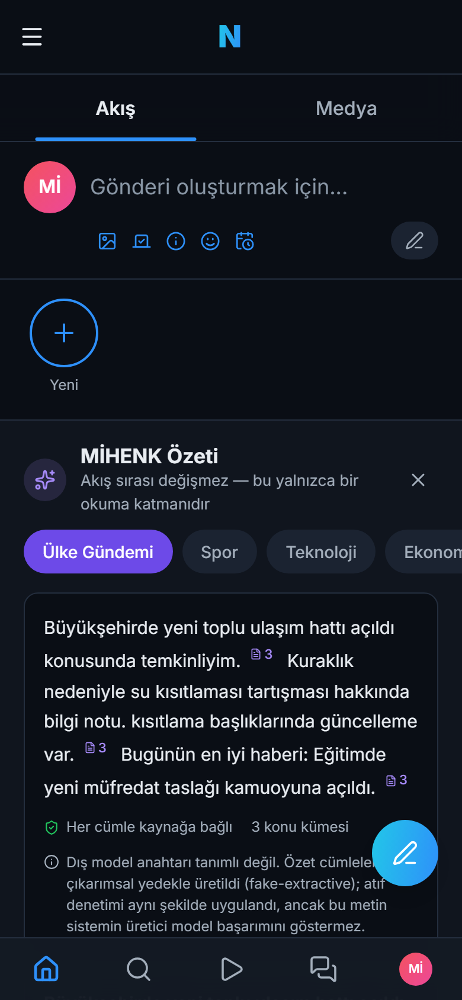 N
Akış
Medya
Mİ
Gönderi oluşturmak için...
Yeni
MİHENK Özeti
Akış sırası değişmez — bu yalnızca bir
okuma katmanıdır
Ülke Gündemi
Spor
Teknoloji
Ekonom
Büyükşehirde yeni toplu ulaşım hattı açıldı
konusunda temkinliyim. 3 Kuraklık
nedeniyle su kısıtlaması tartışması hakkında
bilgi notu. kısıtlama başlıklarında güncelleme
var. 3 Bugünün en iyi haberi: Eğitimde
yeni müfredat taslağı kamuoyuna açıldı. 3
Her cümle kaynağa bağlı 3 konu kümesi
Dış model anahtarı tanımlı değil. Özet
çıkarımsal yedekle üretildi (fake-extractive); atıf
denetimi aynı şekilde uygulandı, ancak bu metin
sistemin üretici model başarımını göstermez.
Mİ